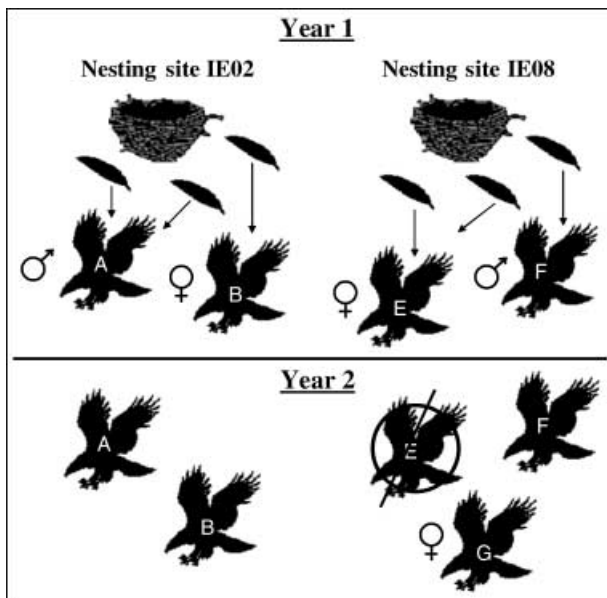 Year 1
Nesting site IE02
Nesting site IE08
♂ A
♀ B
♀ E
♂ F
Year 2
A
B
E
F
♀ G